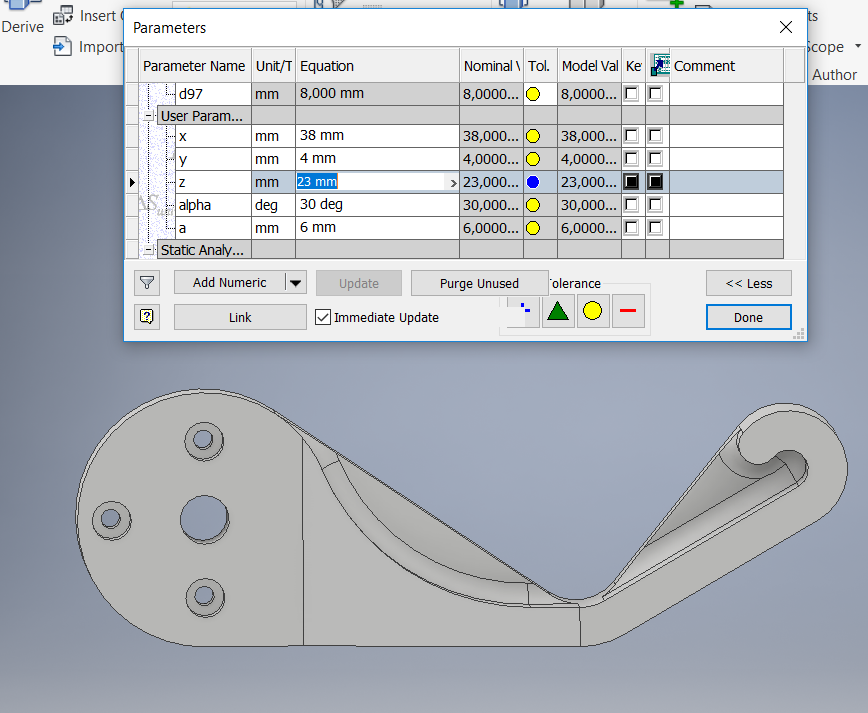 Derive
Insert
Import
ts
Scope
Author
Parameters
Parameter Name Unit/T Equation Nominal Tol. Model Val Ke Comment
d97 mm 8,000 mm 8,0000... 8,0000...
User Param...
x mm 38 mm 38,000... 38,000...
y mm 4 mm 4,0000... 4,0000...
z mm 23 mm 23,000... 23,000...
alpha deg 30 deg 30,000... 30,000...
a mm 6 mm 6,0000... 6,0000...
Static Analy...
Add Numeric Update Purge Unused Tolerance << Less
Link Immediate Update Done